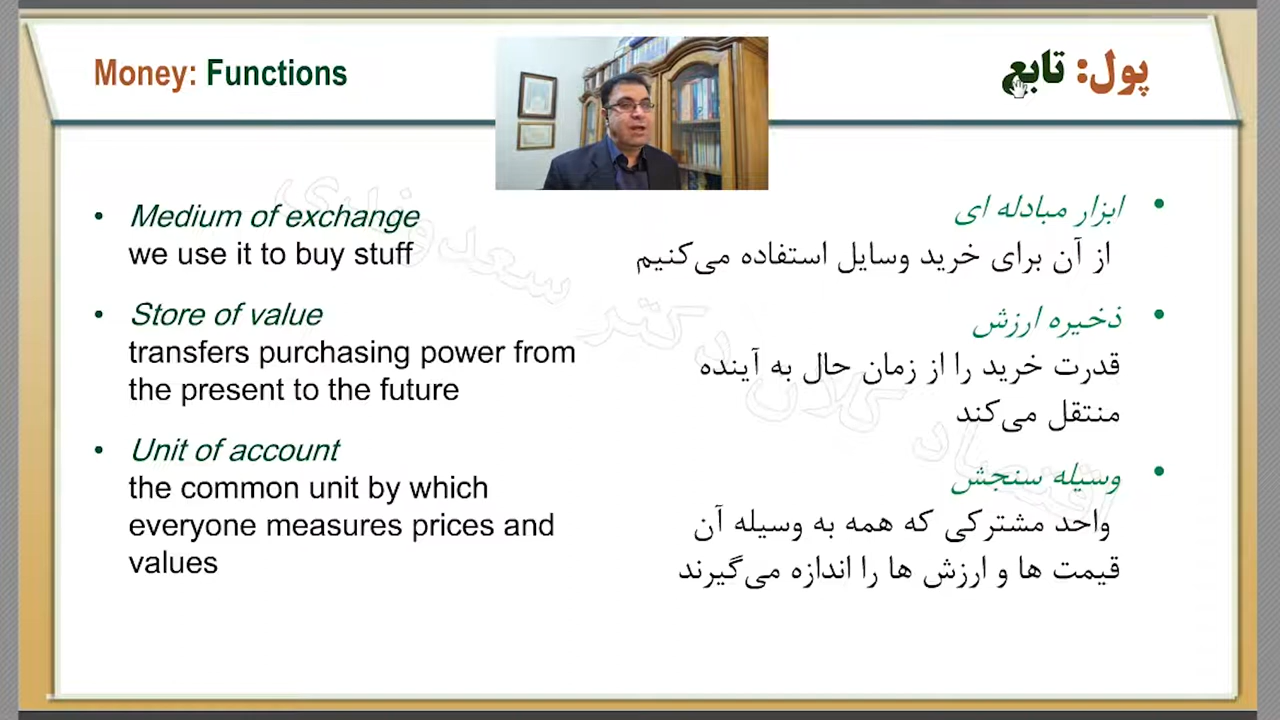 Money: Functions
پول: تابع
• Medium of exchange
we use it to buy stuff
• Store of value
transfers purchasing power from
the present to the future
• Unit of account
the common unit by which
everyone measures prices and
values
• ابزار مبادله ای
از آن برای خرید وسایل استفاده می‌کنیم
• ذخیره ارزش
قدرت خرید را از زمان حال به آینده
منتقل می‌کند
• وسیله سنجش
واحد مشترکی که همه به وسیله آن
قیمت ها و ارزش ها را اندازه می‌گیرند
اقتصاد کلان دکتر سعدوندی